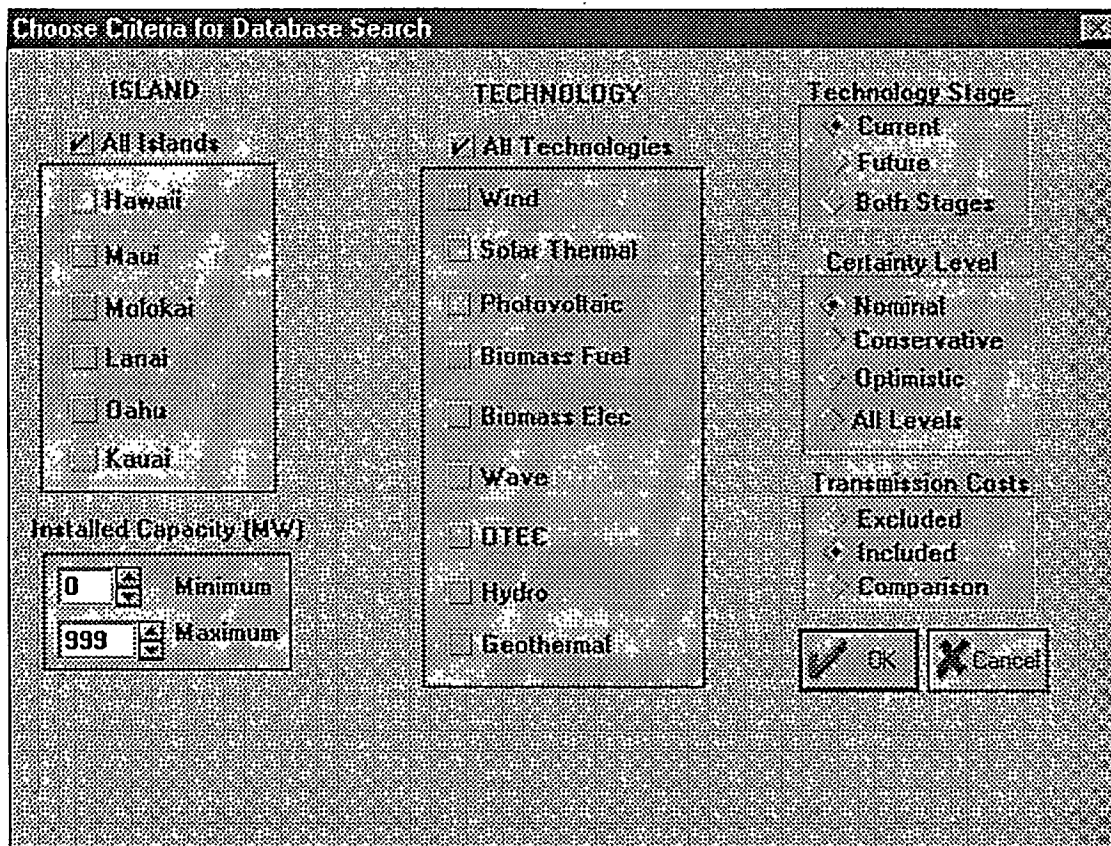 Choose Criteria for Database Search
ISLAND
All Islands
Hawaii
Maui
Molokai
Lanai
Oahu
Kauai
Installed Capacity (MW)
0 Minimum
999 Maximum
TECHNOLOGY
All Technologies
Wind
Solar Thermal
Photovoltaic
Biomass Fuel
Biomass Elec
Wave
OTEC
Hydro
Geothermal
Technology Stage
Current
Future
Both Stages
Certainty Level
Nominal
Conservative
Optimistic
All Levels
Transmission Costs
Excluded
Included
Comparison
OK
Cancel